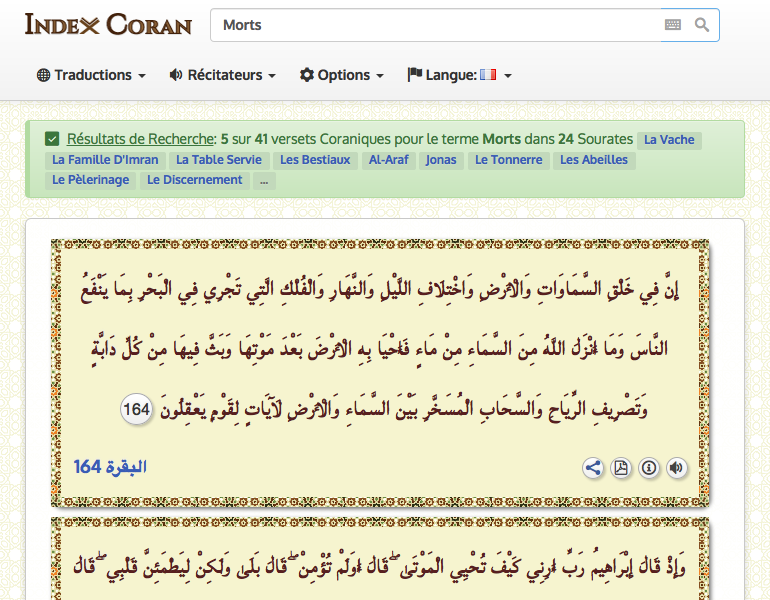 Index Coran
Morts
Traductions
Récitateurs
Options
Langue:
Résultats de Recherche: 5 sur 41 versets Coraniques pour le terme Morts dans 24 Sourates La Vache
La Famille D'Imran La Table Servie Les Bestiaux Al-Araf Jonas Le Tonnerre Les Abeilles
Le Pèlerinage Le Discernement ...
إِنَّ فِي خَلْقِ السَّمَاوَاتِ وَالْأَرْضِ وَاخْتِلَافِ اللَّيْلِ وَالنَّهَارِ وَالْفُلْكِ الَّتِي تَجْرِي فِي الْبَحْرِ بِمَا يَنْفَعُ
النَّاسَ وَمَا أَنْزَلَ اللَّهُ مِنَ السَّمَاءِ مِنْ مَاءٍ فَأَحْيَا بِهِ الْأَرْضَ بَعْدَ مَوْتِهَا وَبَثَّ فِيهَا مِنْ كُلِّ دَابَّةٍ
وَتَصْرِيفِ الرِّيَاحِ وَالسَّحَابِ الْمُسَخَّرِ بَيْنَ السَّمَاءِ وَالْأَرْضِ لَآيَاتٍ لِقَوْمٍ يَعْقِلُونَ 164
البقرة 164
وَإِذْ قَالَ إِبْرَاهِيمُ رَبِّ أَرِنِي كَيْفَ تُحْيِي الْمَوْتَىٰ ۖ قَالَ أَوَلَمْ تُؤْمِنْ ۖ قَالَ بَلَىٰ وَلَٰكِنْ لِيَطْمَئِنَّ قَلْبِي ۖ قَالَ